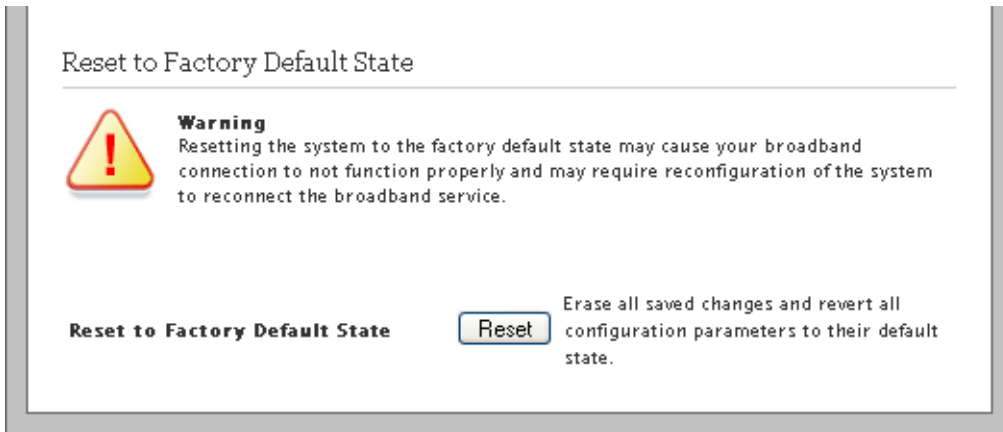 Reset to Factory Default State
Warning
Resetting the system to the factory default state may cause your broadband
connection to not function properly and may require reconfiguration of the system
to reconnect the broadband service.
Reset to Factory Default State
Reset
Erase all saved changes and revert all
configuration parameters to their default
state.